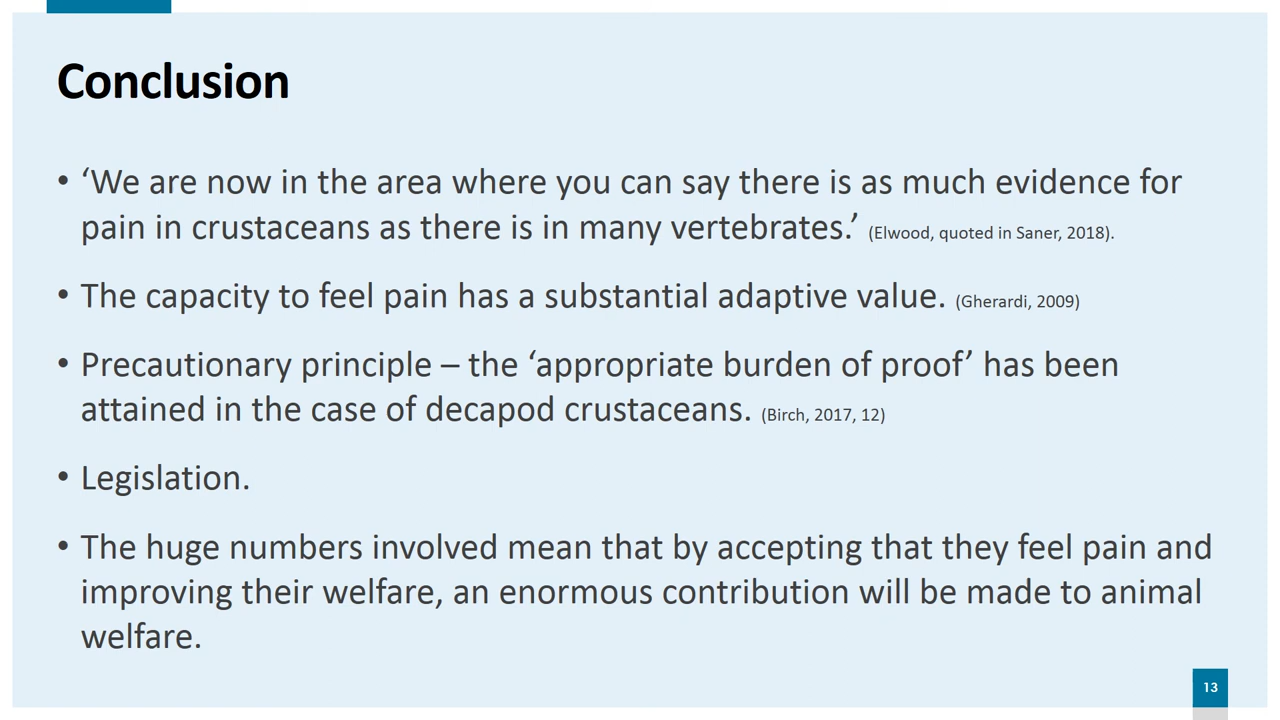 Conclusion
• ‘We are now in the area where you can say there is as much evidence for
pain in crustaceans as there is in many vertebrates.’ (Elwood, quoted in Saner, 2018).
• The capacity to feel pain has a substantial adaptive value. (Gherardi, 2009)
• Precautionary principle – the ‘appropriate burden of proof’ has been
attained in the case of decapod crustaceans. (Birch, 2017, 12)
• Legislation.
• The huge numbers involved mean that by accepting that they feel pain and
improving their welfare, an enormous contribution will be made to animal
welfare.
13